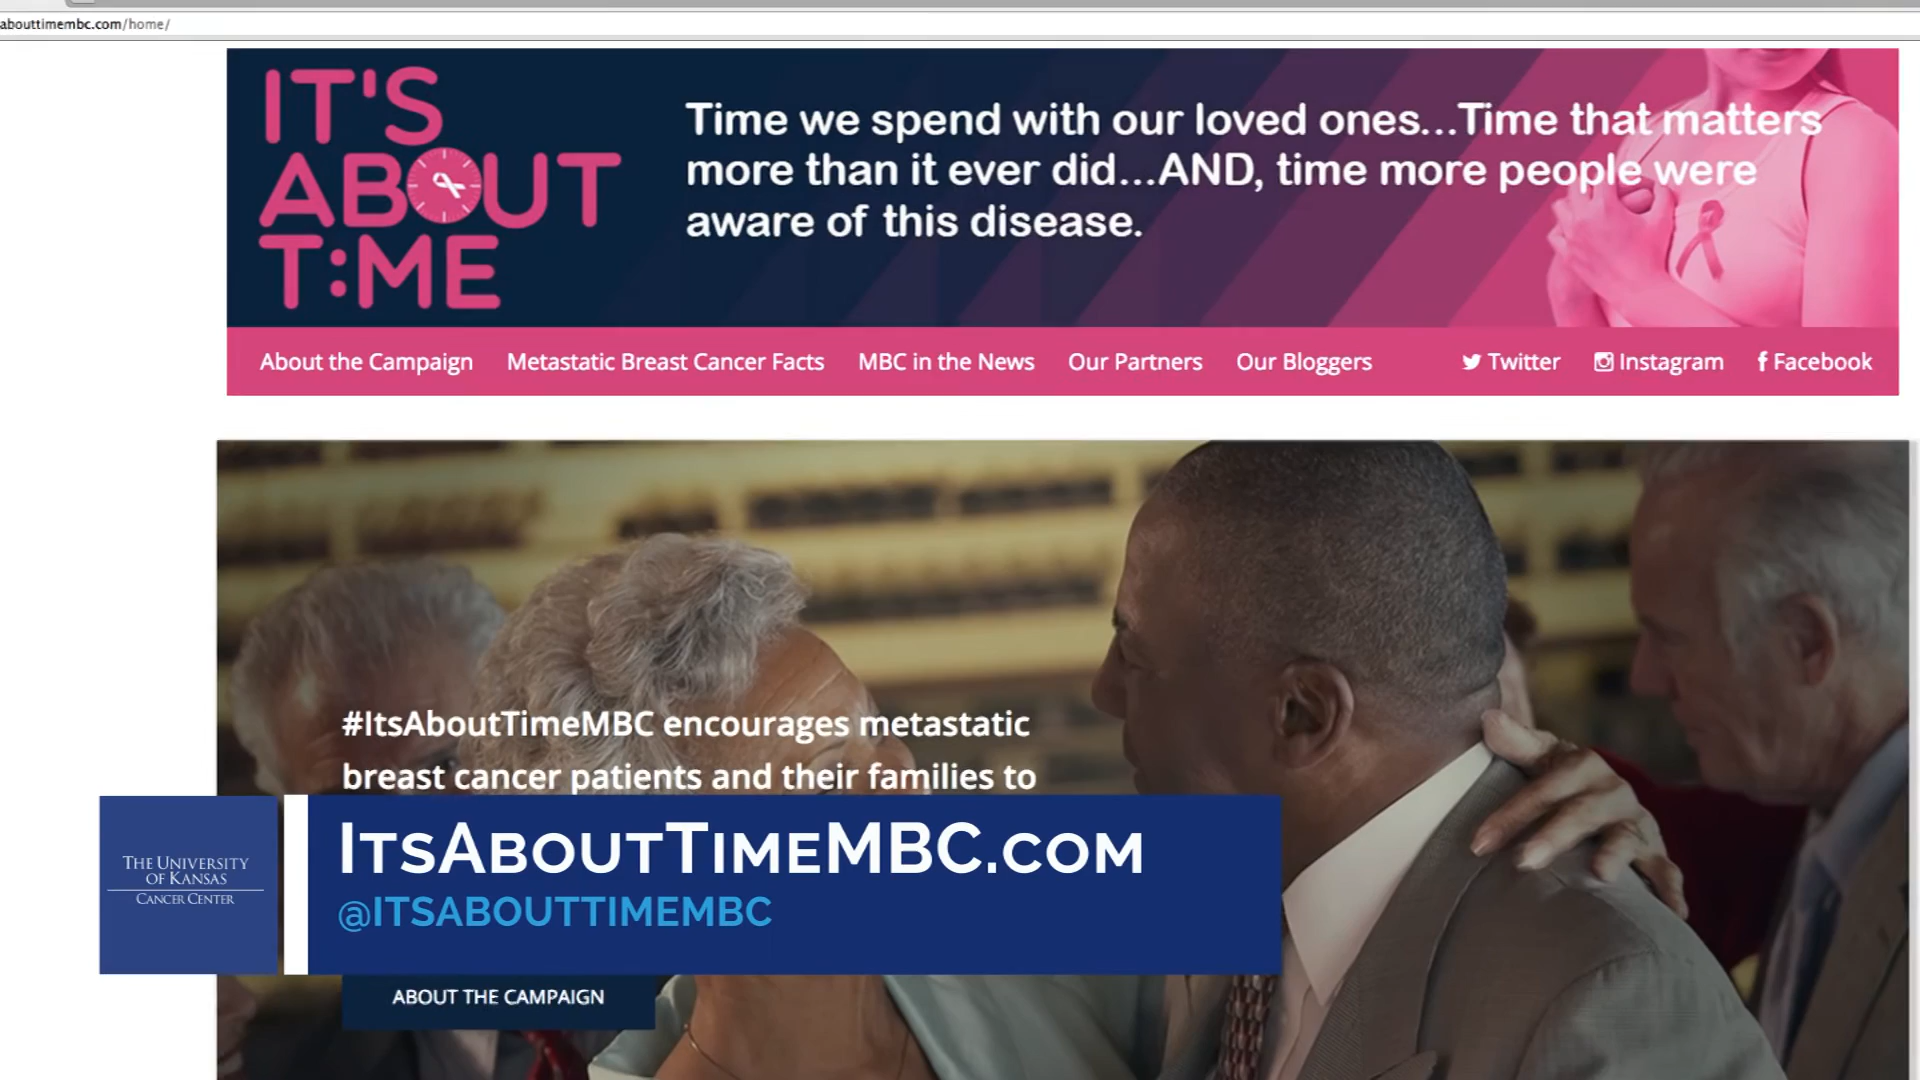 abouttimembc.com/home/
IT'S
ABOUT
T:ME
Time we spend with our loved ones...Time that matters
more than it ever did...AND, time more people were
aware of this disease.
About the Campaign Metastatic Breast Cancer Facts MBC in the News Our Partners Our Bloggers Twitter Instagram Facebook
#ItsAboutTimeMBC encourages metastatic
breast cancer patients and their families to
THE UNIVERSITY
OF KANSAS
CANCER CENTER
ITSABOUTTIMEMBC.COM
@ITSABOUTTIMEMBC
ABOUT THE CAMPAIGN